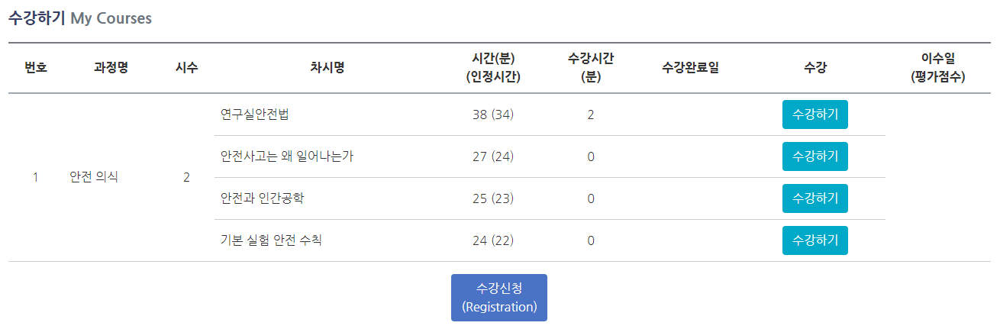 수강하기 My Courses
번호 과정명 시수 차시명 시간(분) (인정시간) 수강시간 (분) 수강완료일 수강 이수일 (평가점수)
연구실안전법 38 (34) 2 수강하기
안전사고는 왜 일어나는가 27 (24) 0 수강하기
1 안전 의식 2
안전과 인간공학 25 (23) 0 수강하기
기본 실험 안전 수칙 24 (22) 0 수강하기
수강신청
(Registration)